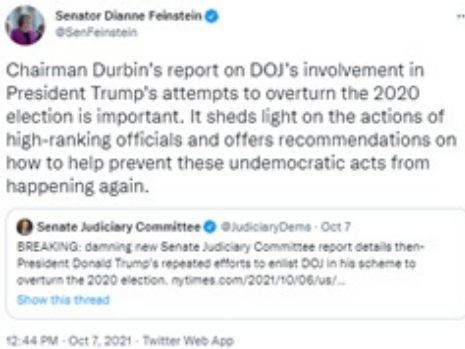 Senator Dianne Feinstein
@SenFeinstein
Chairman Durbin's report on DOJ's involvement in
President Trump's attempts to overturn the 2020
election is important. It sheds light on the actions of
high-ranking officials and offers recommendations on
how to help prevent these undemocratic acts from
happening again.
Senate Judiciary Committee @JudiciaryDems · Oct 7
BREAKING: damning new Senate Judiciary Committee report details then-
President Donald Trump's repeated efforts to enlist DOJ in his scheme to
overturn the 2020 election. nytimes.com/2021/10/06/us/...
Show this thread
12:44 PM · Oct 7, 2021 · Twitter Web App